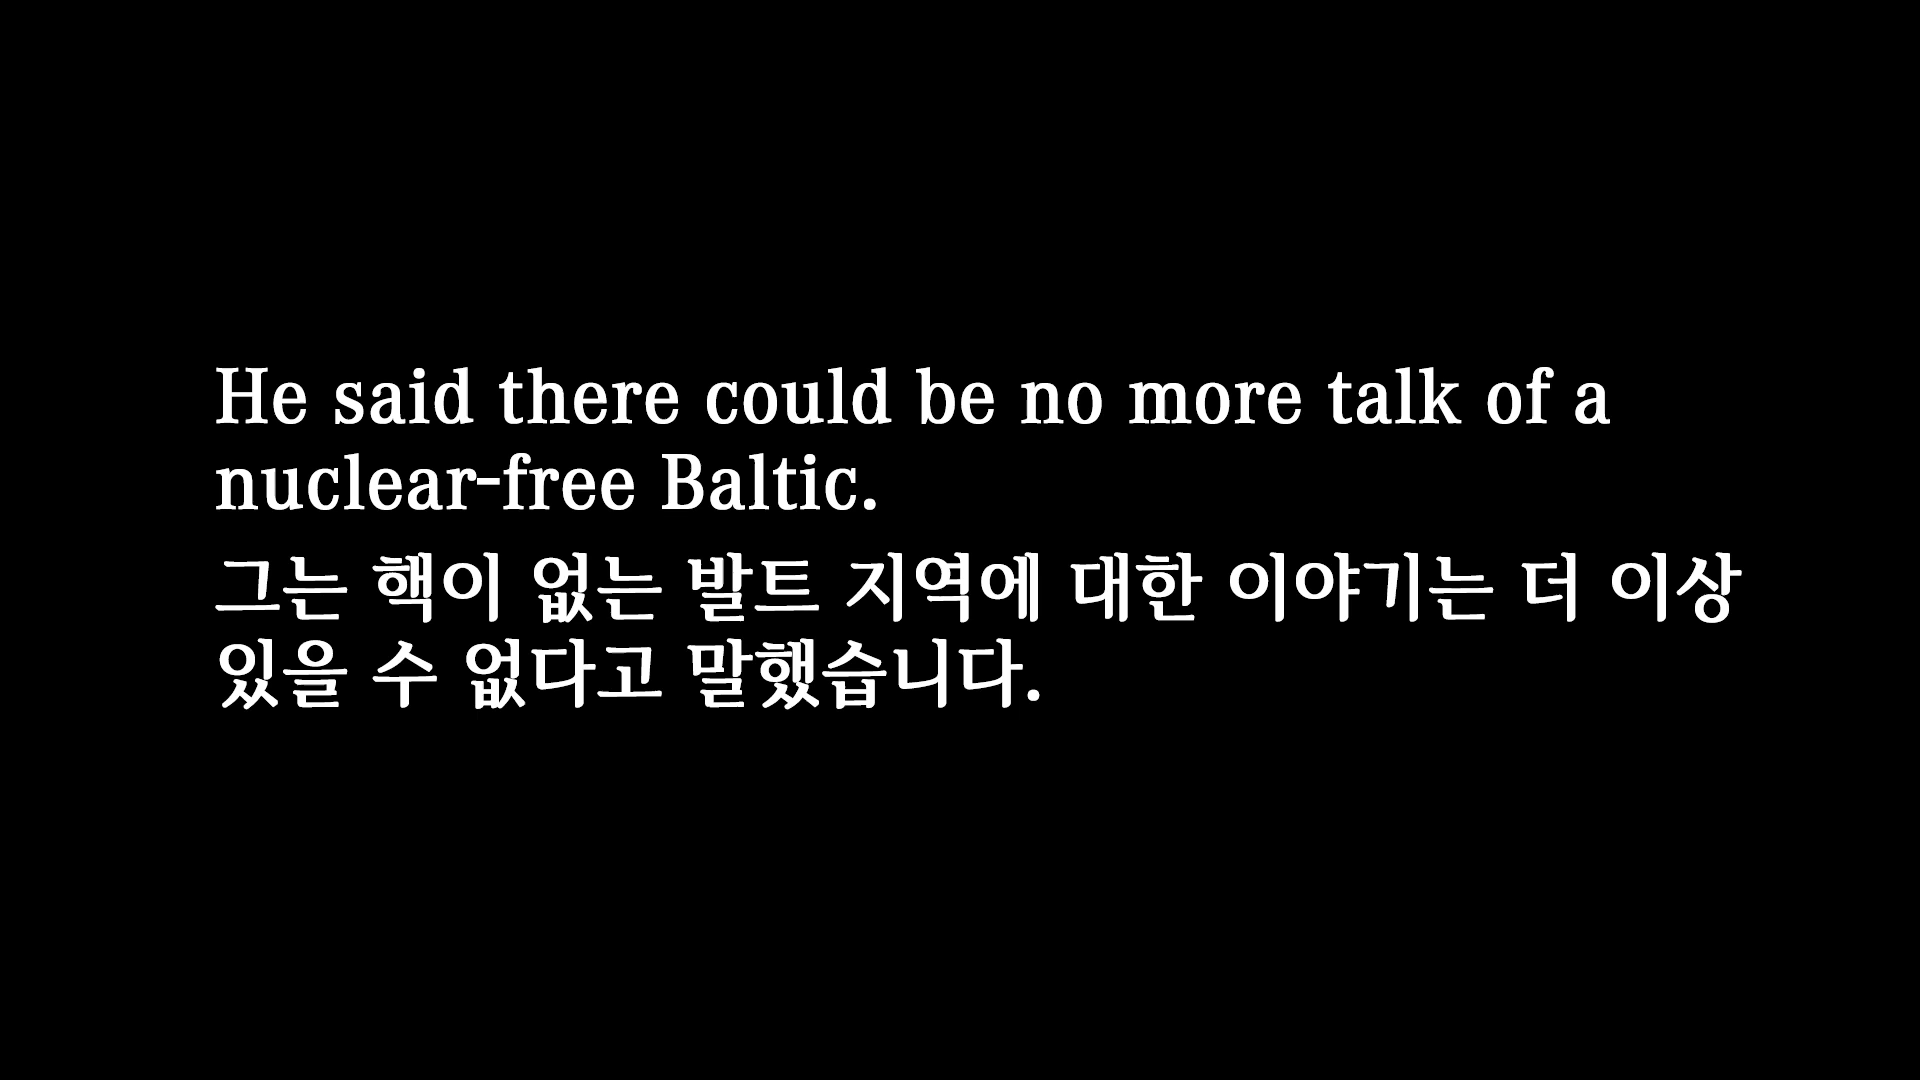 He said there could be no more talk of a
nuclear-free Baltic.
그는 핵이 없는 발트 지역에 대한 이야기는 더 이상
있을 수 없다고 말했습니다.